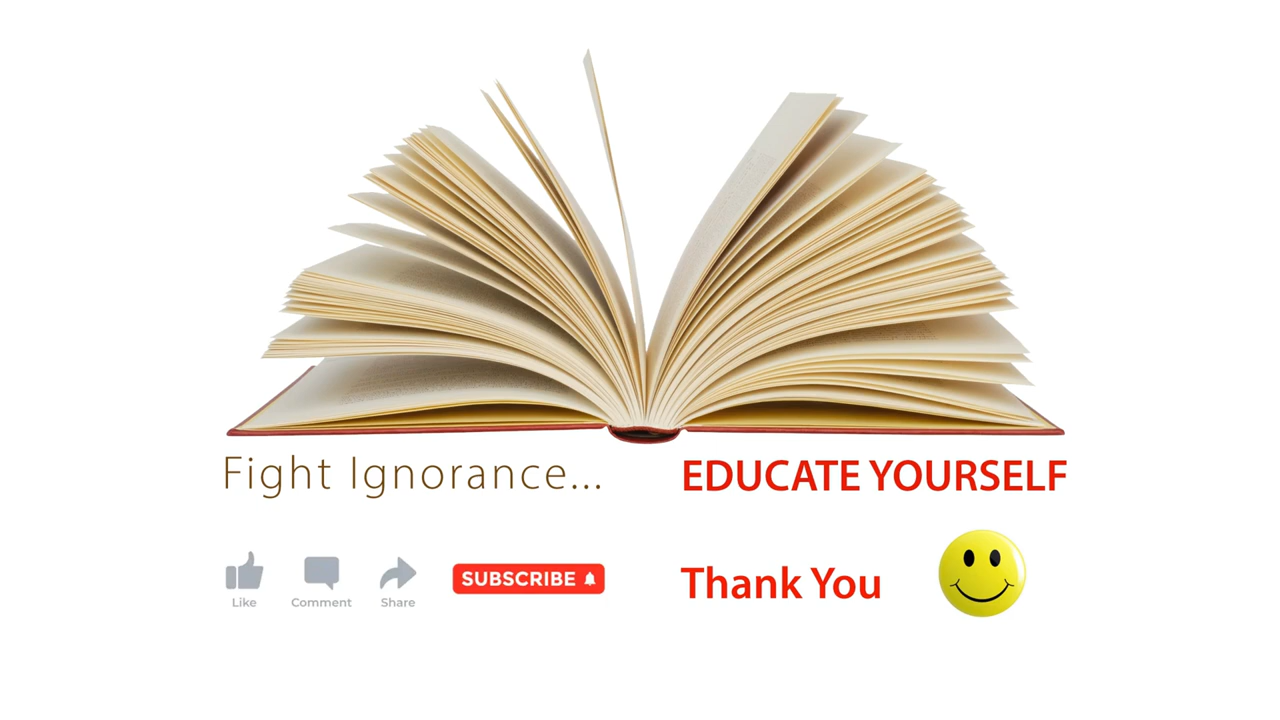 Fight Ignorance...
EDUCATE YOURSELF
Like
Comment
Share
SUBSCRIBE
Thank You